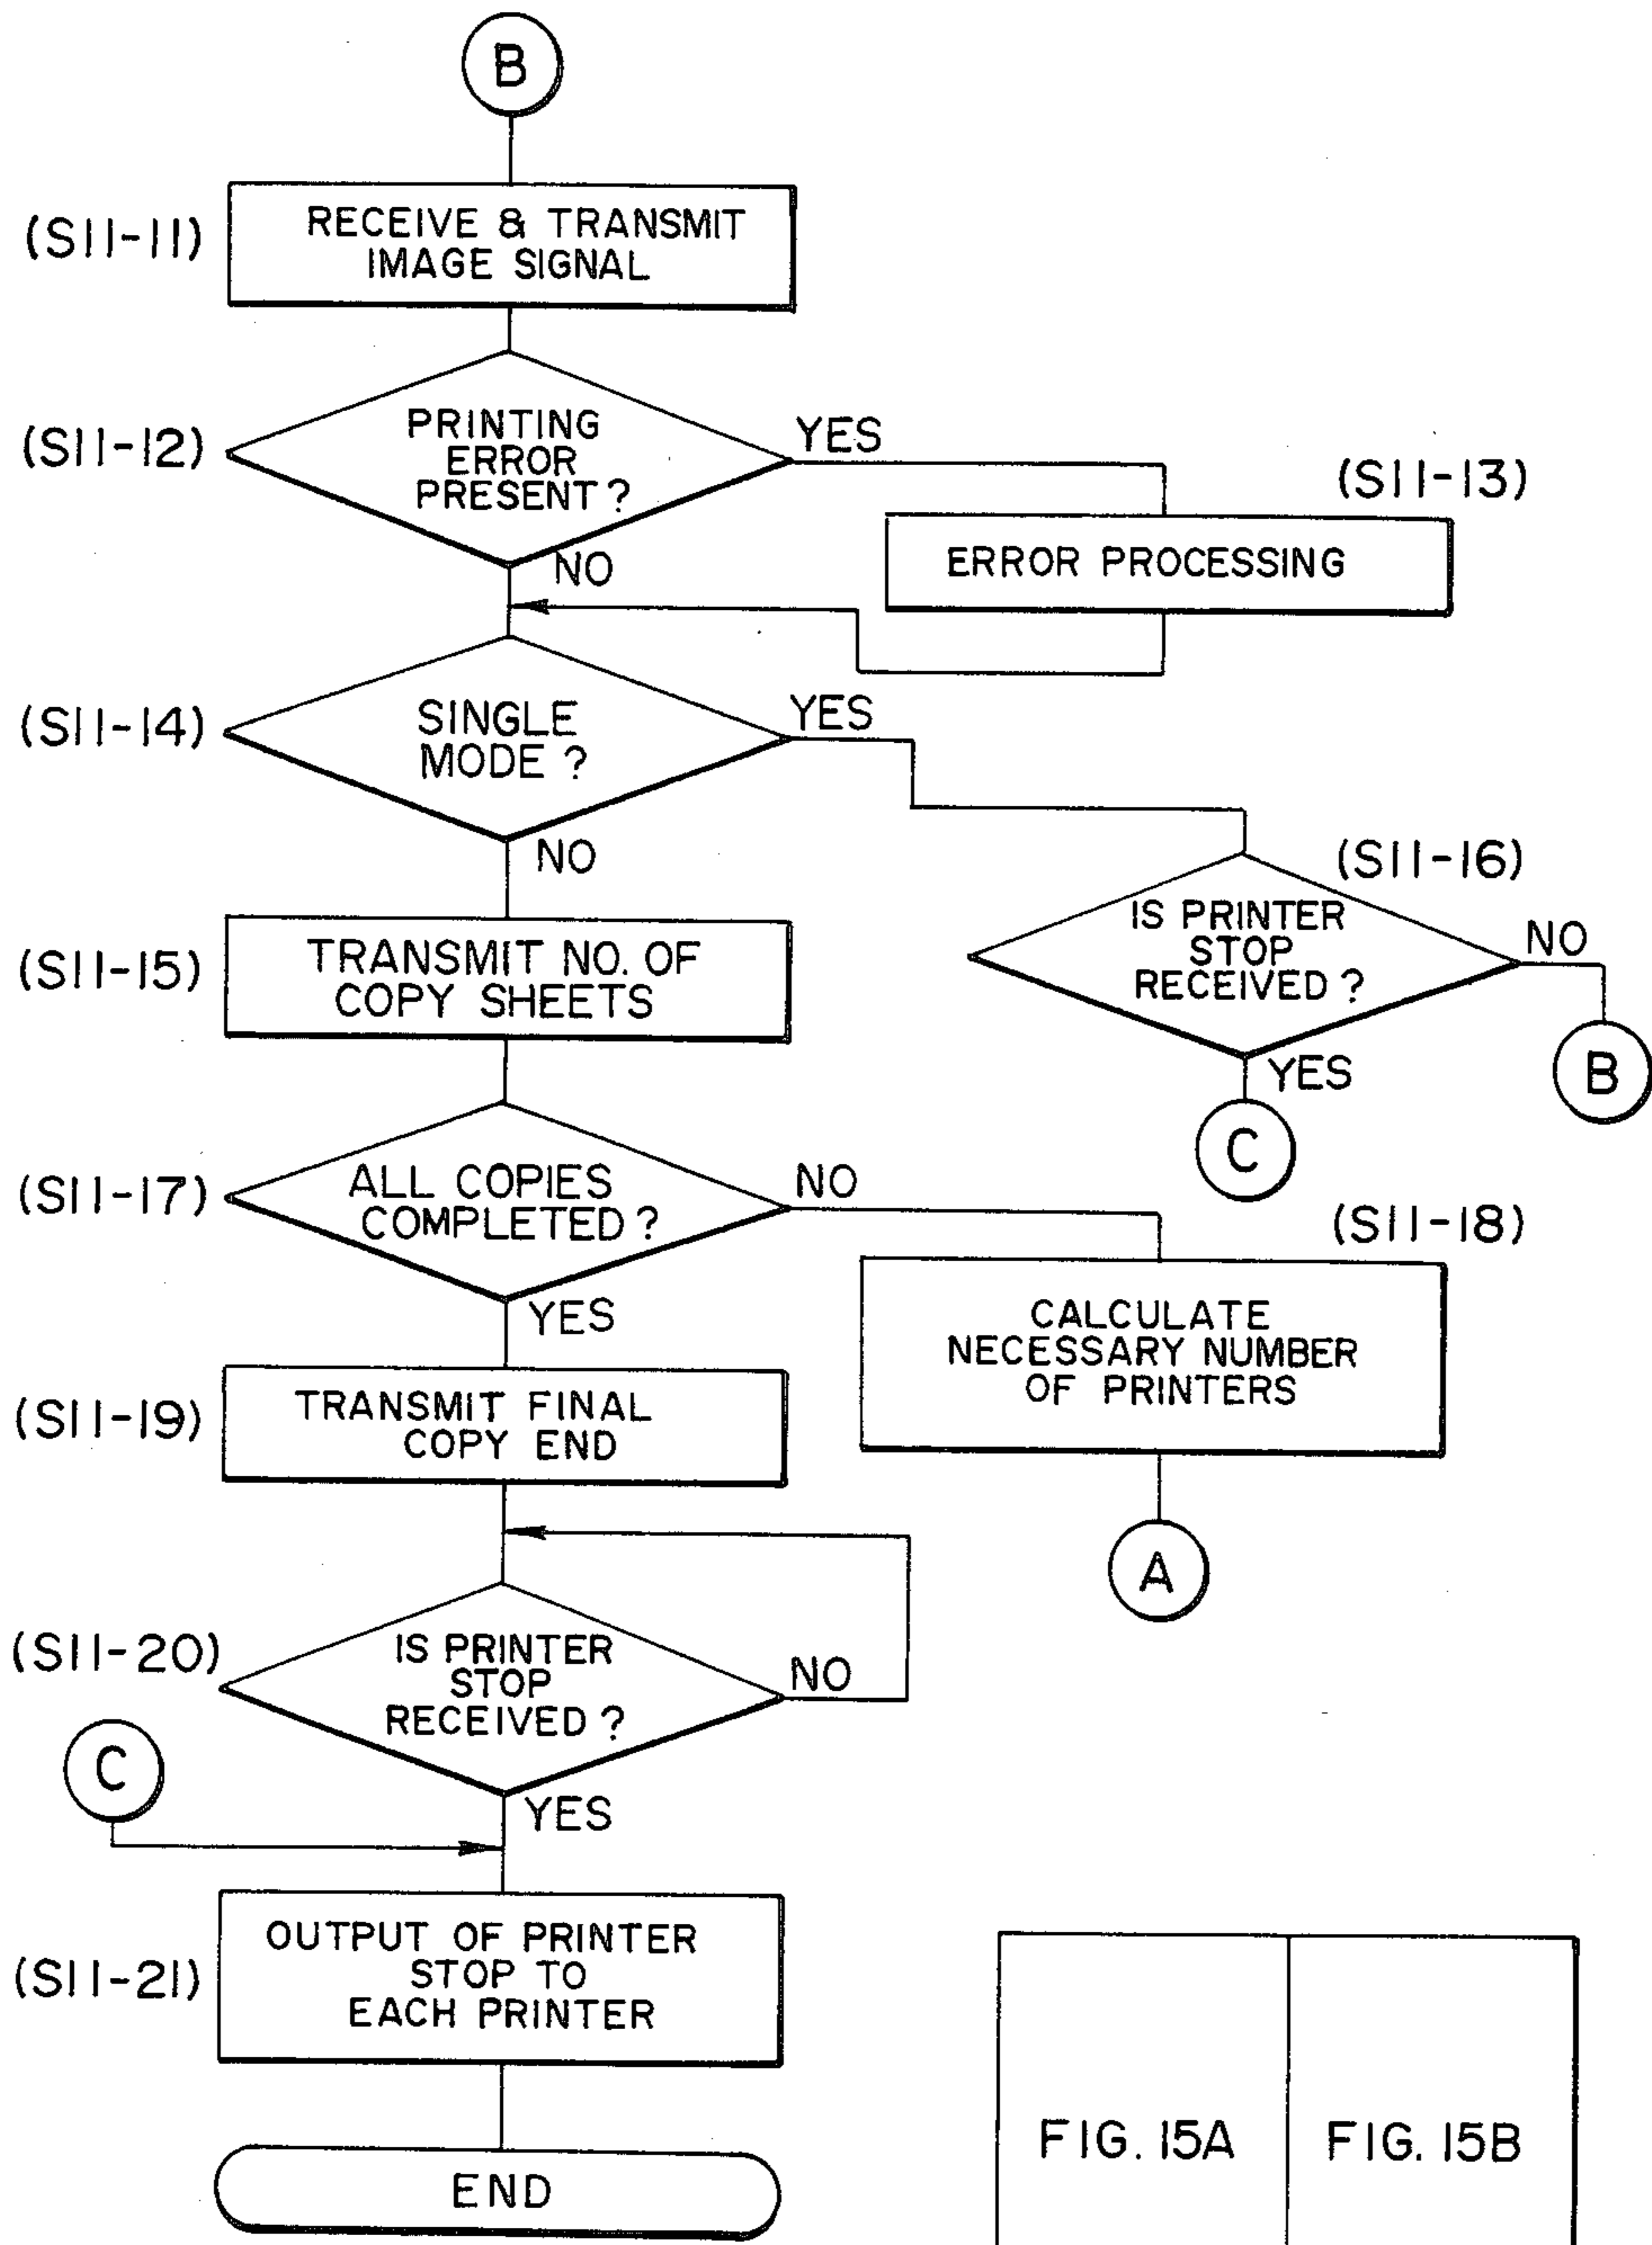 B
(S11-11)
RECEIVE & TRANSMIT
IMAGE SIGNAL
(S11-12)
PRINTING
ERROR
PRESENT?
YES
NO
(S11-13)
ERROR PROCESSING
(S11-14)
SINGLE
MODE?
YES
NO
(S11-15)
TRANSMIT NO. OF
COPY SHEETS
(S11-16)
IS PRINTER
STOP
RECEIVED?
NO
B
YES
C
(S11-17)
ALL COPIES
COMPLETED?
NO
YES
(S11-18)
CALCULATE
NECESSARY NUMBER
OF PRINTERS
A
(S11-19)
TRANSMIT FINAL
COPY END
(S11-20)
IS PRINTER
STOP
RECEIVED?
NO
YES
C
(S11-21)
OUTPUT OF PRINTER
STOP TO
EACH PRINTER
END
FIG. 15A
FIG. 15B